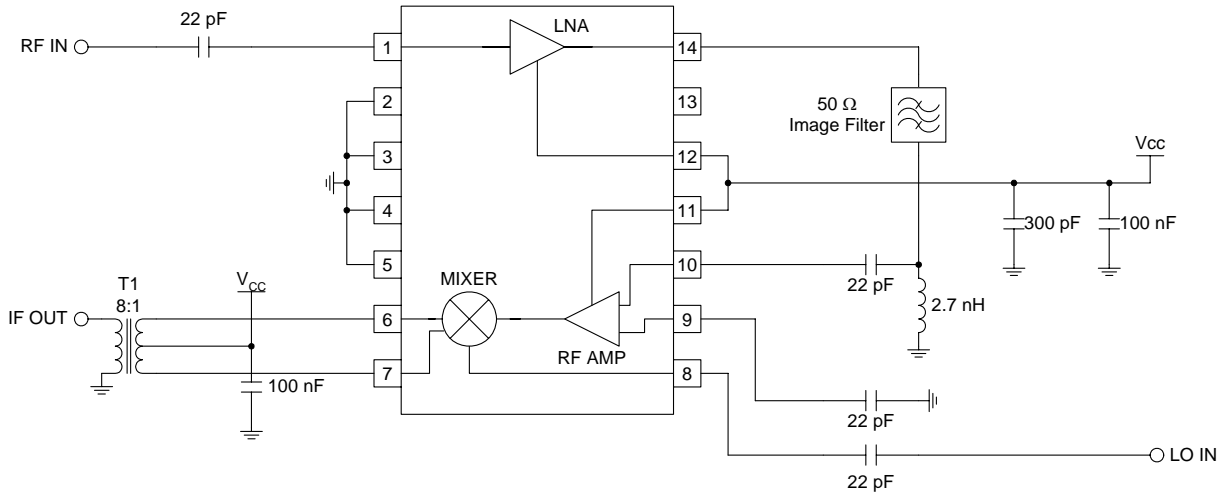 22 pF
RF IN
LNA
1
14
2
13
50 Ω
Image Filter
3
12
Vcc
4
11
300 pF
100 nF
5
10
22 pF
2.7 nH
T1
8:1
VCC
MIXER
IF OUT
6
9
RF AMP
7
8
100 nF
22 pF
22 pF
LO IN